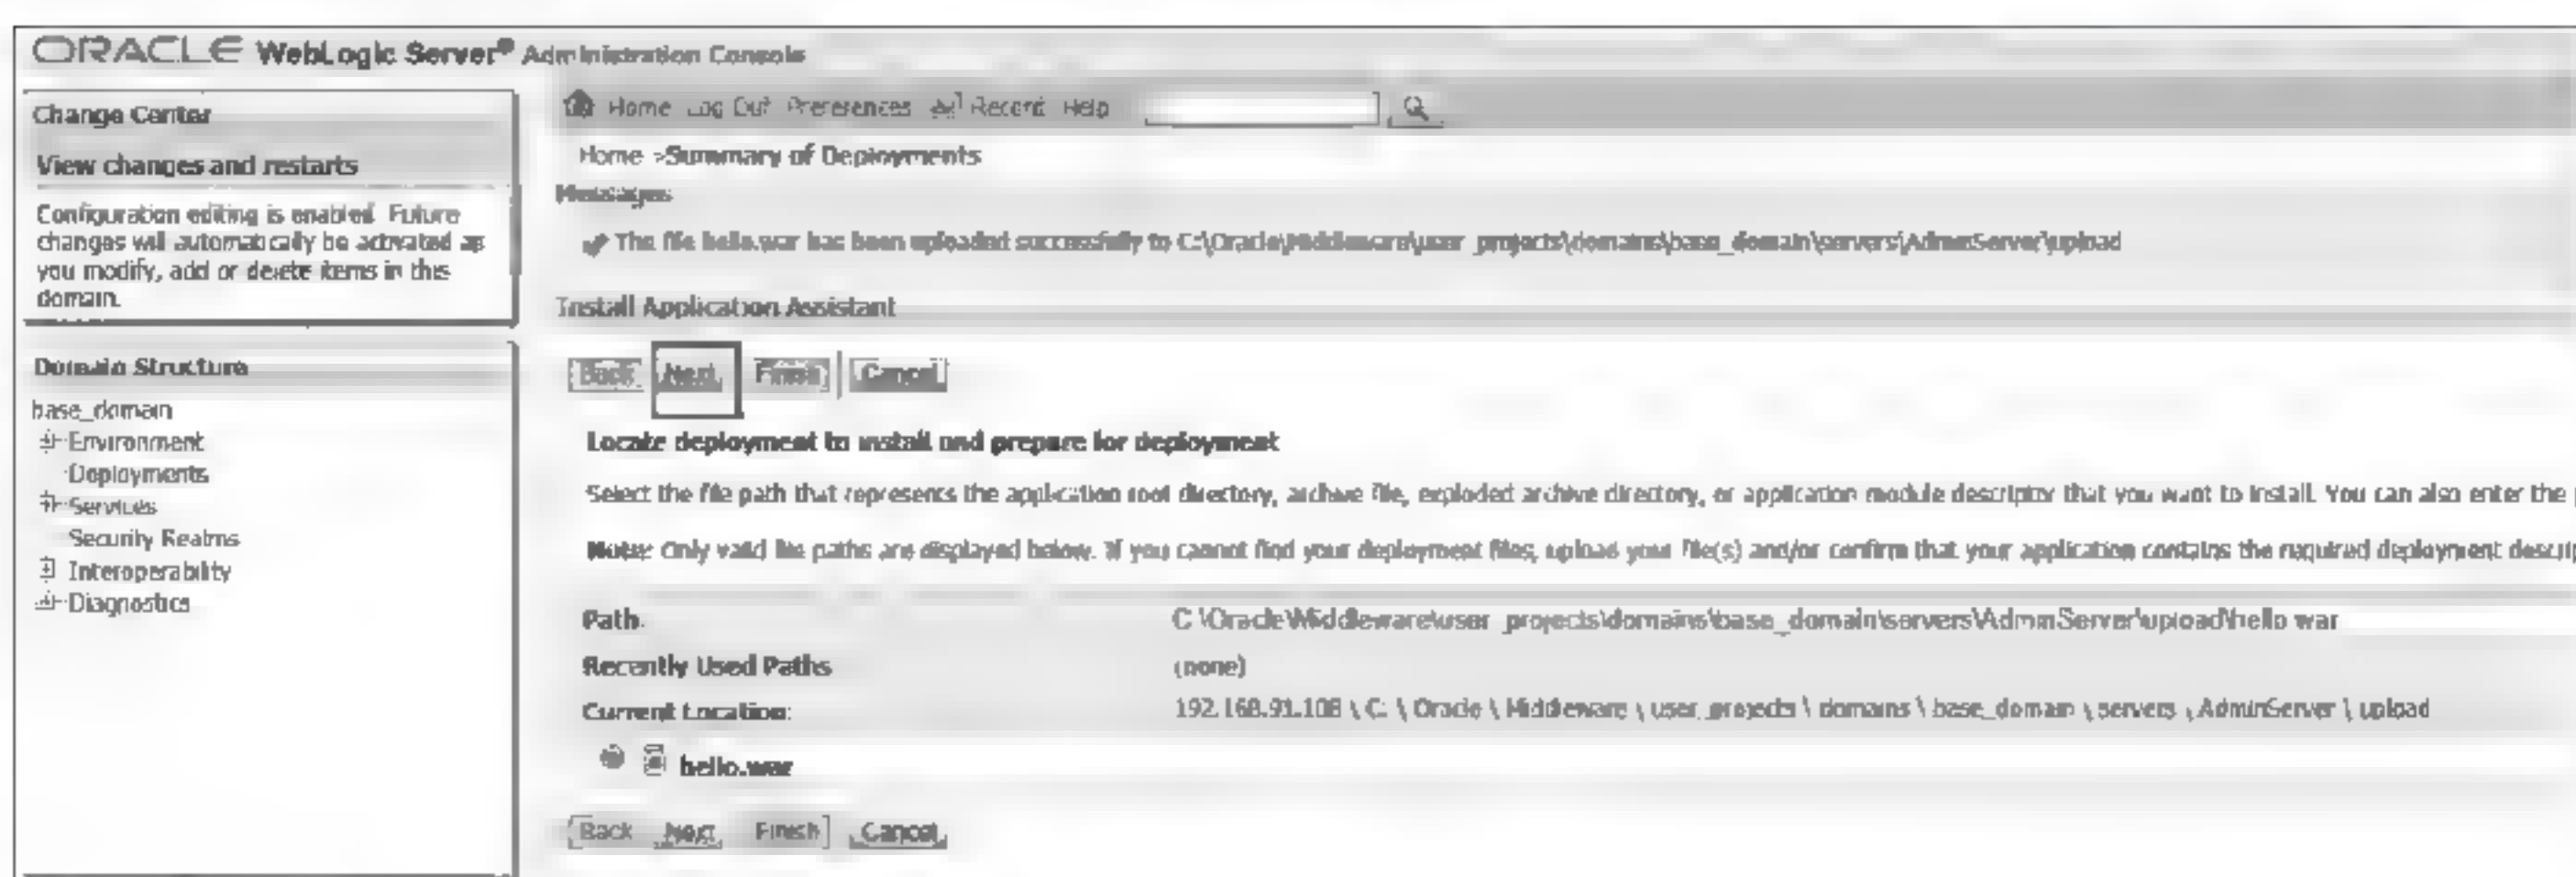 ORACLE WebLogic Server® Administration Console
Change Center
View changes and restarts
Configuration editing is enabled. Future
changes will automatically be activated as
you modify, add or delete items in this
domain.
Domain Structure
base_domain
Environment
Deployments
Services
Security Realms
Interoperability
Diagnostics
Home Log Out Preferences Record Help
Home >Summary of Deployments
Messages
The file hello.war has been uploaded successfully to C:\Oracle\Middleware\user_projects\domains\base_domain\servers\AdminServer\upload
Install Application Assistant
Back Next Finish Cancel
Locate deployment to install and prepare for deployment
Select the file path that represents the application root directory, archive file, exploded archive directory, or application module descriptor that you want to install. You can also enter the
Note: Only valid file paths are displayed below. If you cannot find your deployment files, upload your file(s) and/or confirm that your application contains the required deployment descrip
Path:
C:\Oracle\Middleware\user_projects\domains\base_domain\servers\AdminServer\upload\hello.war
Recently Used Paths
(none)
Current Location:
192.168.91.108 \ C: \ Oracle \ Middleware \ user_projects \ domains \ base_domain \ servers \ AdminServer \ upload
hello.war
Back Next Finish Cancel